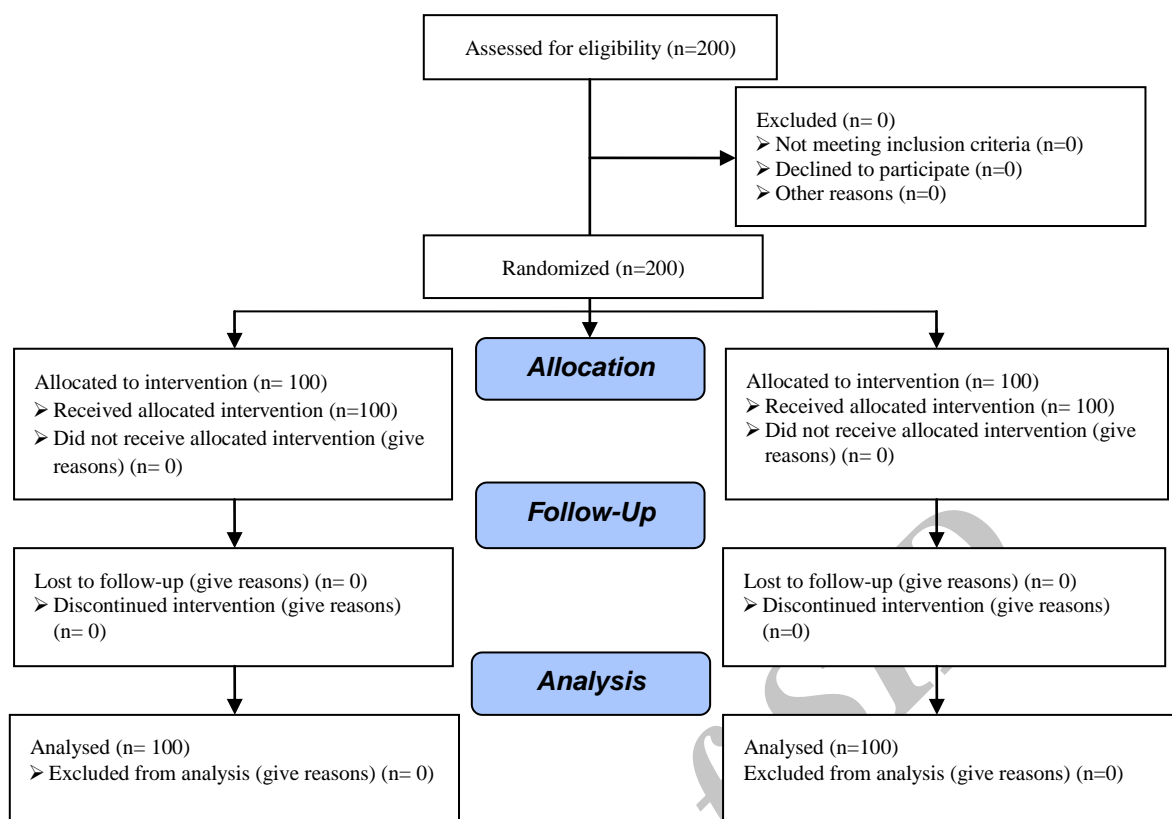 Assessed for eligibility (n=200)
Excluded (n= 0)
➢ Not meeting inclusion criteria (n=0)
➢ Declined to participate (n=0)
➢ Other reasons (n=0)
Randomized (n=200)
Allocation
Allocated to intervention (n= 100)
➢ Received allocated intervention (n=100)
➢ Did not receive allocated intervention (give
reasons) (n= 0)
Allocated to intervention (n= 100)
➢ Received allocated intervention (n= 100)
➢ Did not receive allocated intervention (give
reasons) (n= 0)
Follow-Up
Lost to follow-up (give reasons) (n= 0)
➢ Discontinued intervention (give reasons)
(n= 0)
Lost to follow-up (give reasons) (n= 0)
➢ Discontinued intervention (give reasons)
(n=0)
Analysis
Analysed (n= 100)
➢ Excluded from analysis (give reasons) (n= 0)
Analysed (n=100)
Excluded from analysis (give reasons) (n=0)